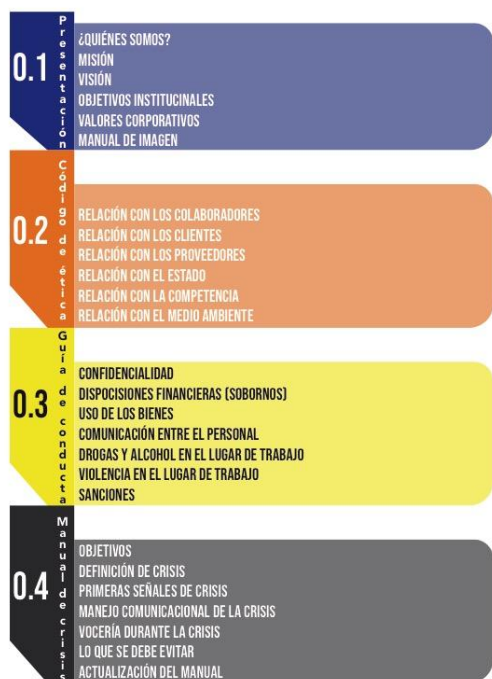 0.1
Presentación
¿QUIÉNES SOMOS?
MISIÓN
VISIÓN
OBJETIVOS INSTITUCINALES
VALORES CORPORATIVOS
MANUAL DE IMAGEN
0.2
Código de ética
RELACIÓN CON LOS COLABORADORES
RELACIÓN CON LOS CLIENTES
RELACIÓN CON LOS PROVEEDORES
RELACIÓN CON EL ESTADO
RELACIÓN CON LA COMPETENCIA
RELACIÓN CON EL MEDIO AMBIENTE
0.3
Guía de conducta
CONFIDENCIALIDAD
DISPOCISIONES FINANCIERAS (SOBORNOS)
USO DE LOS BIENES
COMUNICACIÓN ENTRE EL PERSONAL
DROGAS Y ALCOHOL EN EL LUGAR DE TRABAJO
VIOLENCIA EN EL LUGAR DE TRABAJO
SANCIONES
0.4
Manual de crisis
OBJETIVOS
DEFINICIÓN DE CRISIS
PRIMERAS SEÑALES DE CRISIS
MANEJO COMUNICACIONAL DE LA CRISIS
VOCERÍA DURANTE LA CRISIS
LO QUE SE DEBE EVITAR
ACTUALIZACIÓN DEL MANUAL